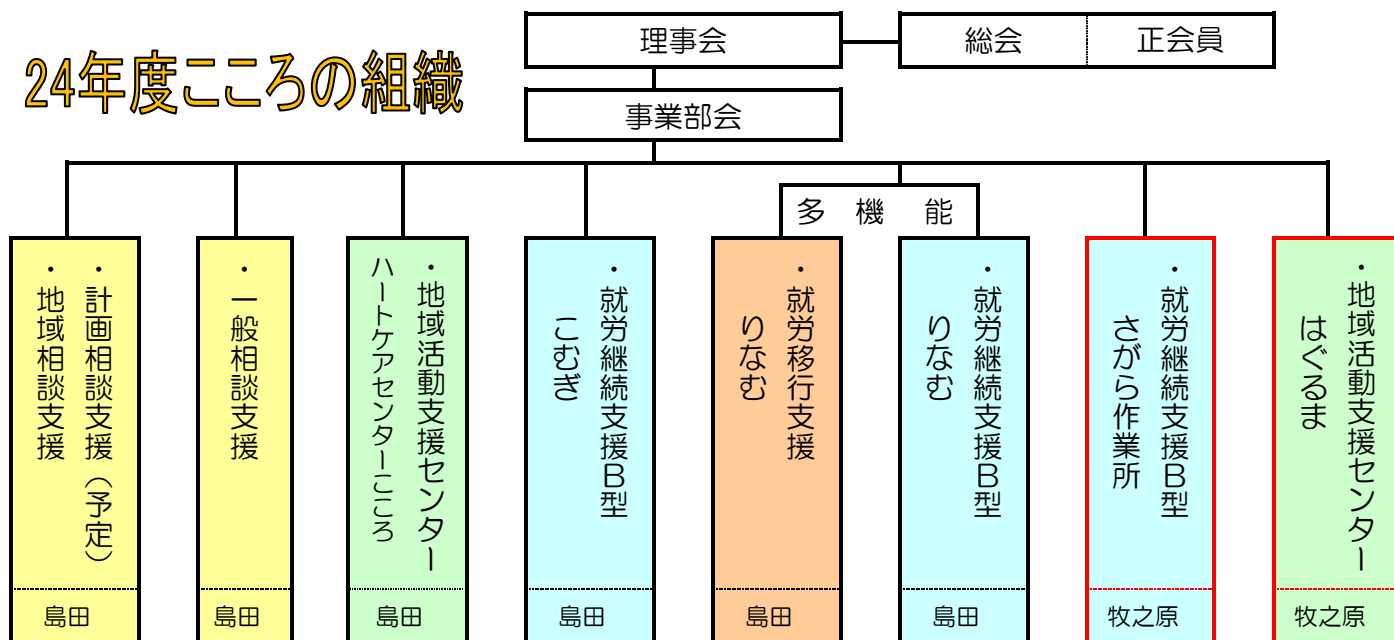 24年度こころの組織
理事会
総会
正会員
事業部会
多　機　能
・計画相談支援（予定）
・地域相談支援
島田
・一般相談支援
島田
・地域活動支援センター
ハートケアセンターこころ
島田
・就労継続支援Ｂ型
こむぎ
島田
・就労移行支援
りなむ
島田
・就労継続支援Ｂ型
りなむ
島田
・就労継続支援Ｂ型
さがら作業所
牧之原
・地域活動支援センター
はぐるま
牧之原